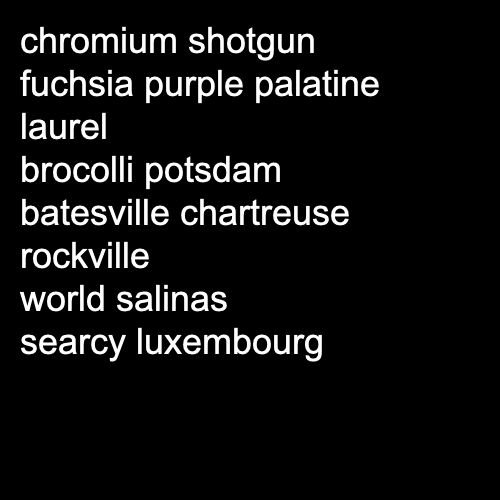 chromium shotgun
fuchsia purple palatine
laurel
brocolli potsdam
batesville chartreuse
rockville
world salinas
searcy luxembourg